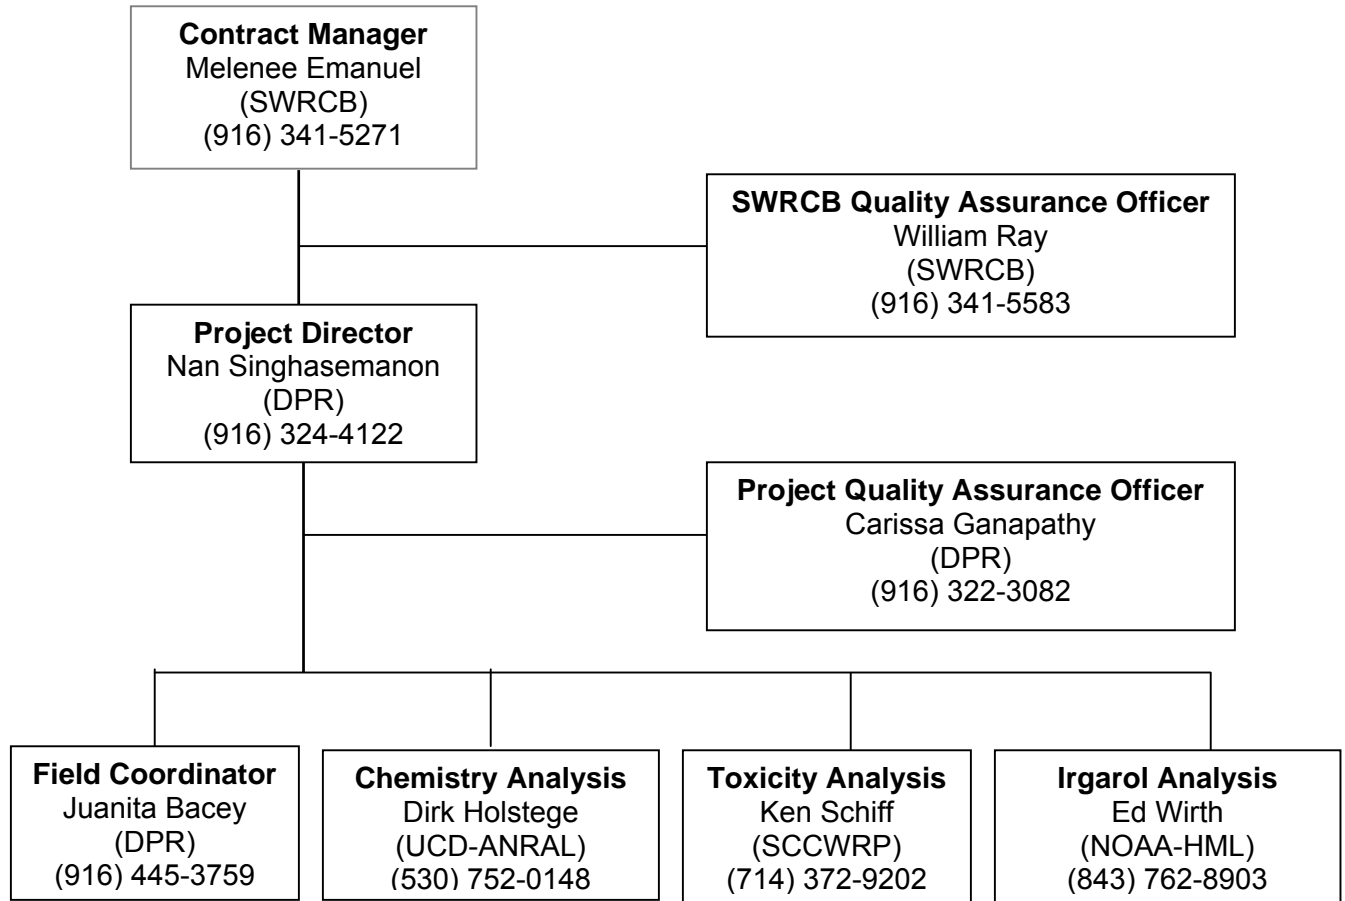 Contract Manager
Melenee Emanuel
(SWRCB)
(916) 341-5271
SWRCB Quality Assurance Officer
William Ray
(SWRCB)
(916) 341-5583
Project Director
Nan Singhasemanon
(DPR)
(916) 324-4122
Project Quality Assurance Officer
Carissa Ganapathy
(DPR)
(916) 322-3082
Field Coordinator
Juanita Bacey
(DPR)
(916) 445-3759
Chemistry Analysis
Dirk Holstege
(UCD-ANRAL)
(530) 752-0148
Toxicity Analysis
Ken Schiff
(SCCWRP)
(714) 372-9202
Irgarol Analysis
Ed Wirth
(NOAA-HML)
(843) 762-8903